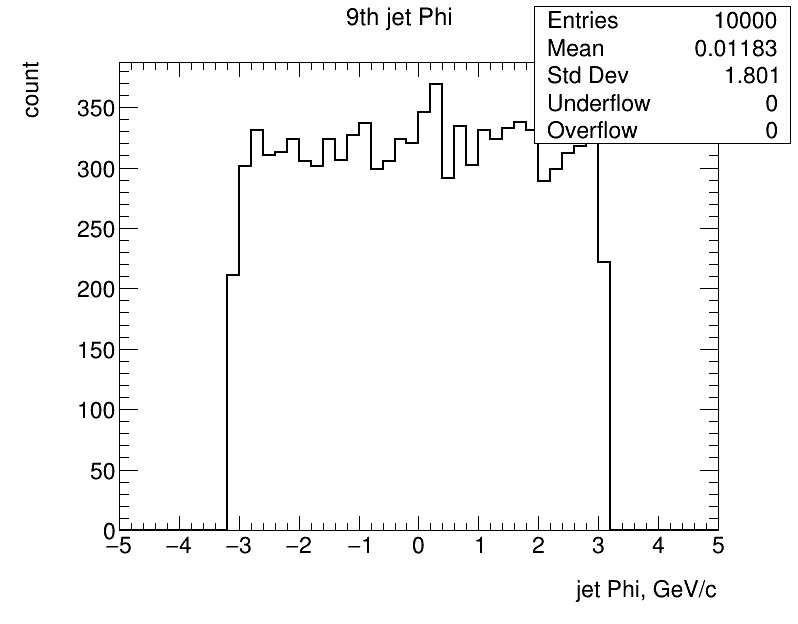 9th jet Phi
Entries 10000
Mean 0.01183
Std Dev 1.801
Underflow 0
Overflow 0
count
350
300
250
200
150
100
50
0
−5 −4 −3 −2 −1 0 1 2 3 4 5
jet Phi, GeV/c